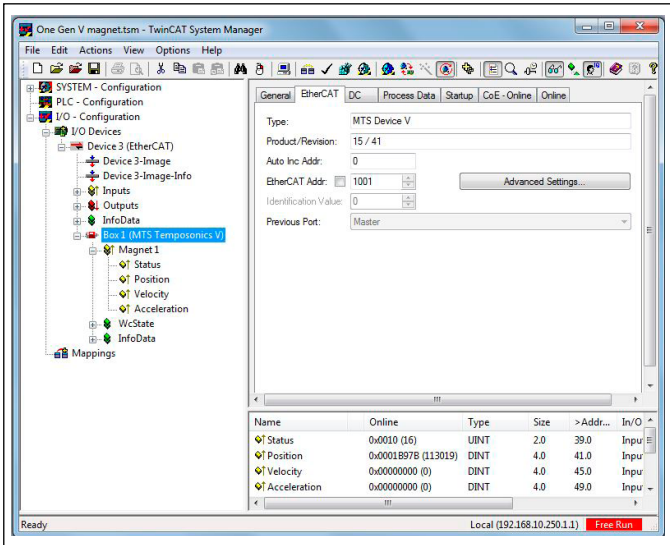 One Gen V magnet.tsm - TwinCAT System Manager
File Edit Actions View Options Help
SYSTEM - Configuration
PLC - Configuration
I/O - Configuration
I/O Devices
Device 3 (EtherCAT)
Device 3-Image
Device 3-Image-Info
Inputs
Outputs
InfoData
Box 1 (MTS Temposonics V)
Magnet 1
Status
Position
Velocity
Acceleration
WcState
InfoData
Mappings
General EtherCAT DC Process Data Startup CoE - Online Online
Type: MTS Device V
Product/Revision: 15 / 41
Auto Inc Addr: 0
EtherCAT Addr: 1001 Advanced Settings...
Identification Value: 0
Previous Port: Master
Name Online Type Size >Addr... In/O
Status 0x0010 (16) UINT 2.0 39.0 Input
Position 0x0001B97B (113019) DINT 4.0 41.0 Input
Velocity 0x00000000 (0) DINT 4.0 45.0 Input
Acceleration 0x00000000 (0) DINT 4.0 49.0 Input
Ready Local (192.168.10.250.1.1) Free Run